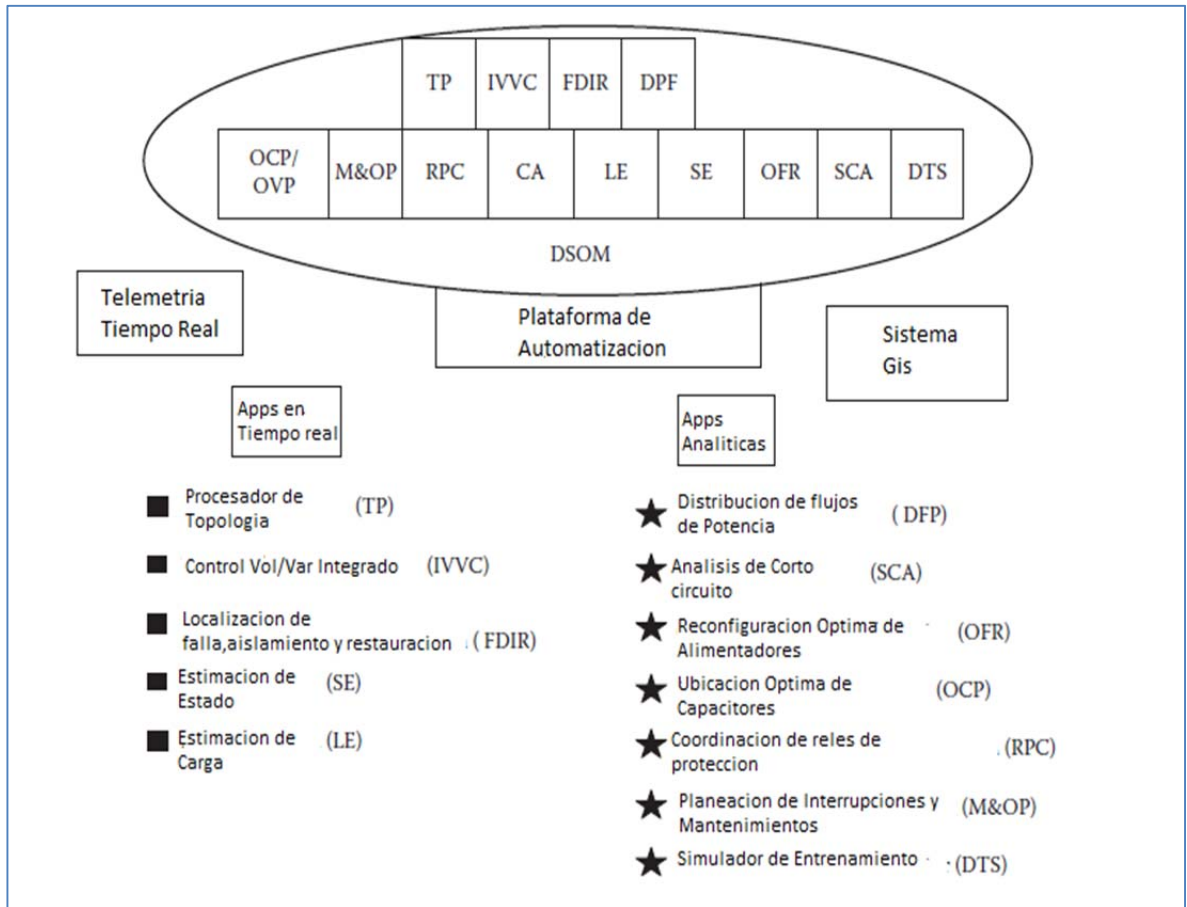 TP IVVC FDIR DPF
OCP/
OVP M&OP RPC CA LE SE OFR SCA DTS
DSOM
Telemetria
Tiempo Real
Plataforma de
Automatizacion
Sistema
Gis
Apps en
Tiempo real
Procesador de
Topologia (TP)
Control Vol/Var Integrado (IVVC)
Localizacion de
falla,aislamiento y restauracion ( FDIR)
Estimacion de
Estado (SE)
Estimacion de
Carga (LE)
Apps
Analiticas
Distribucion de flujos
de Potencia ( DFP)
Analisis de Corto
circuito (SCA)
Reconfiguracion Optima de
Alimentadores (OFR)
Ubicacion Optima de
Capacitores (OCP)
Coordinacion de reles de
proteccion (RPC)
Planeacion de Interrupciones y
Mantenimientos (M&OP)
Simulador de Entrenamiento (DTS)